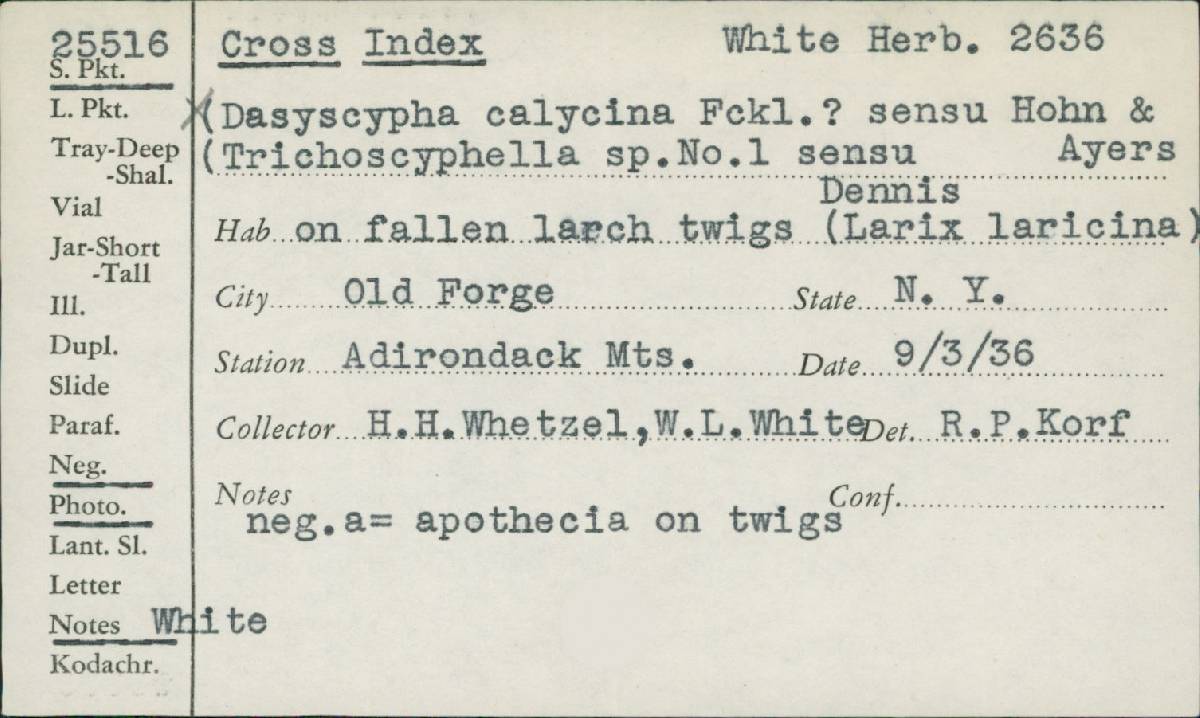 25516 Cross Index White Herb. 2636
S. Pkt.
L. Pkt. (Dasyscypha calycina Fckl.? sensu Hohn &
Tray-Deep (Trichoscyphella sp.No.1 sensu Ayers
-Shal. Dennis
Vial Hab on fallen larch twigs (Larix laricina)
Jar-Short
-Tall City Old Forge State N. Y.
Ill.
Dupl. Station Adirondack Mts. Date 9/3/36
Slide
Paraf. Collector H.H.Whetzel,W.L.White Det. R.P.Korf
Neg.
Photo. Notes Conf.
neg.a= apothecia on twigs
Lant. Sl.
Letter
Notes White
Kodachr.